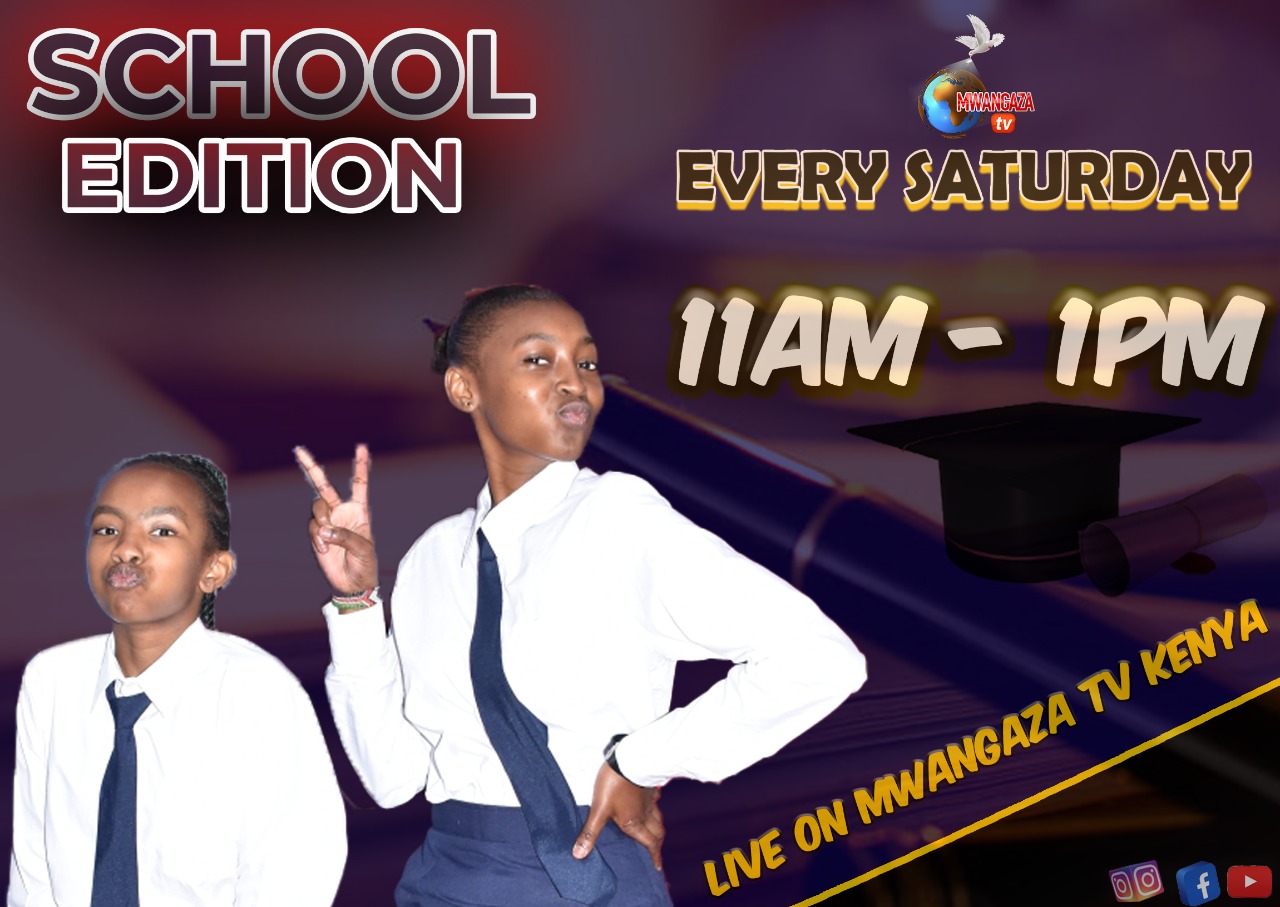 SCHOOL
EDITION
MWANGAZA
tv
EVERY SATURDAY
11AM - 1PM
LIVE ON MWANGAZA TV KENYA